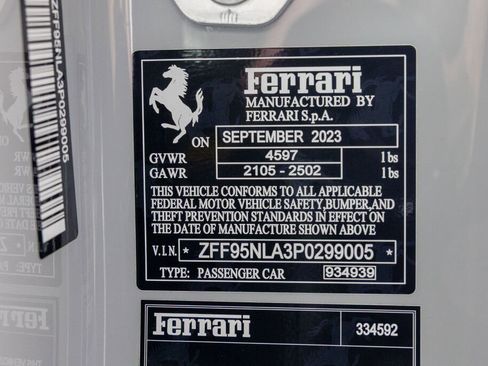 ZFF95NLA3P0299005
Ferrari
MANUFACTURED BY
FERRARI S.p.A.
ON SEPTEMBER 2023
GVWR 4597 lbs
GAWR 2105 - 2502 lbs
THIS VEHICLE CONFORMS TO ALL APPLICABLE
FEDERAL MOTOR VEHICLE SAFETY, BUMPER, AND
THEFT PREVENTION STANDARDS IN EFFECT ON
THE DATE OF MANUFACTURE SHOWN ABOVE
V.I.N. * ZFF95NLA3P0299005 *
TYPE: PASSENGER CAR 934939
Ferrari 334592